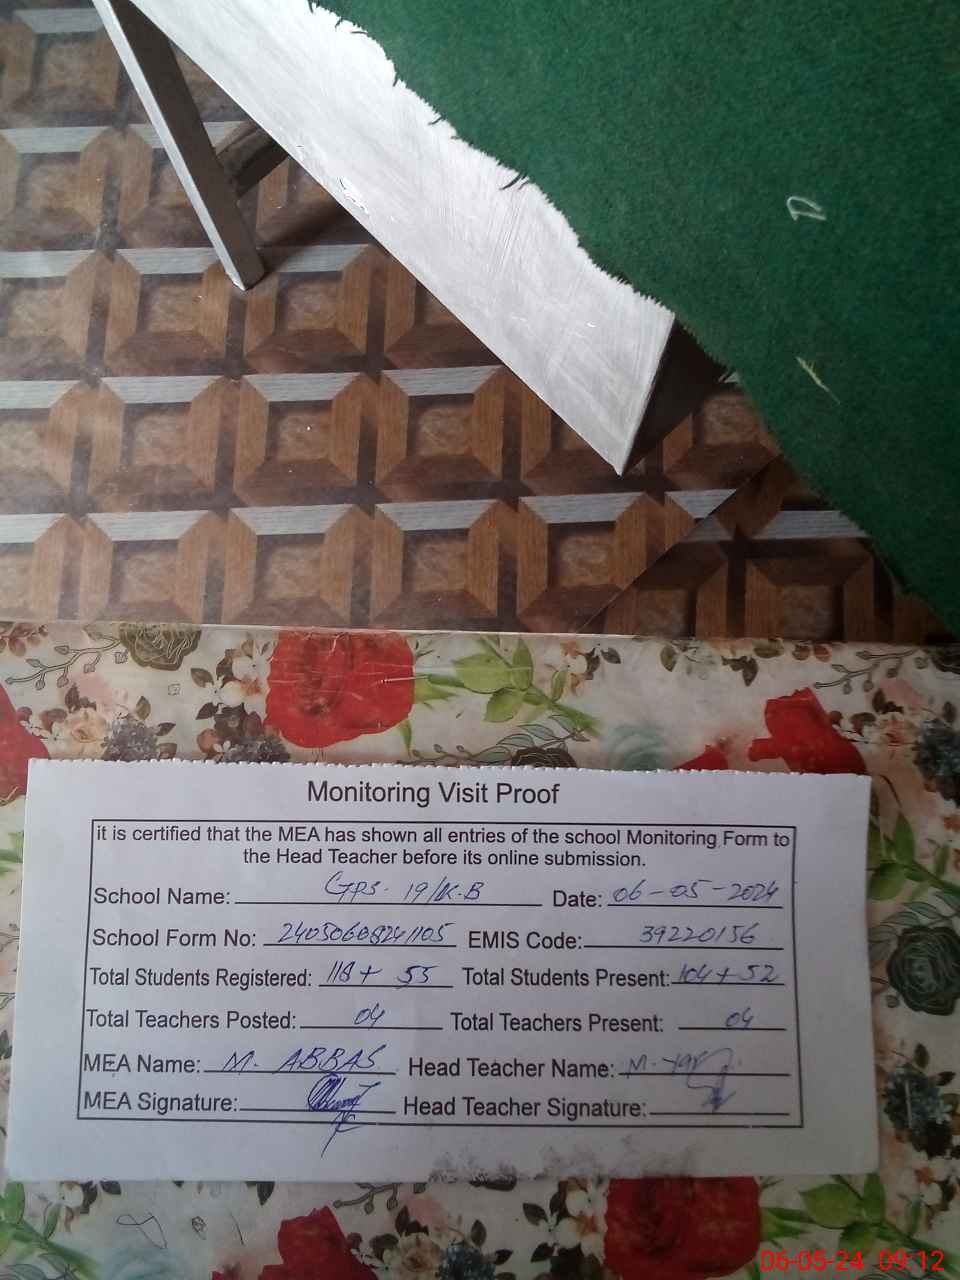 Monitoring Visit Proof
it is certified that the MEA has shown all entries of the school Monitoring Form to
the Head Teacher before its online submission.
School Name: GPS. 19/K.B Date: 06-05-2024
School Form No: 24050608241105 EMIS Code: 39220156
Total Students Registered: 118 + 55 Total Students Present: 104 + 52
Total Teachers Posted: 04 Total Teachers Present: 04
MEA Name: M. ABBAS Head Teacher Name: M.
MEA Signature: Head Teacher Signature:
06-05-24 09:12